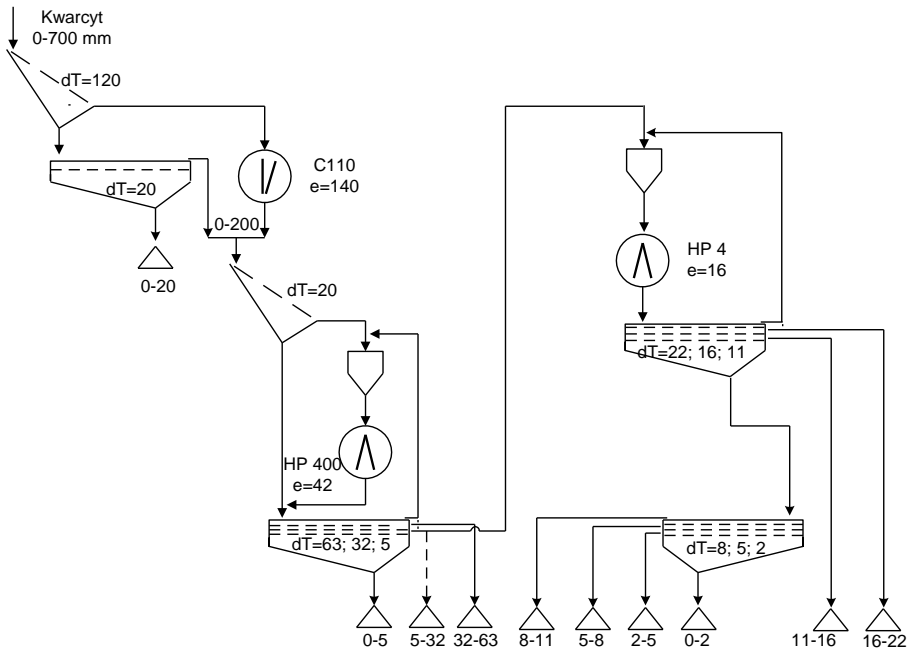 Kwarcyt
0-700 mm
dT=120
C110
e=140
dT=20
0-200
0-20
dT=20
HP 4
e=16
dT=22; 16; 11
HP 400
e=42
dT=63; 32; 5
dT=8; 5; 2
0-5
5-32
32-63
8-11
5-8
2-5
0-2
11-16
16-22